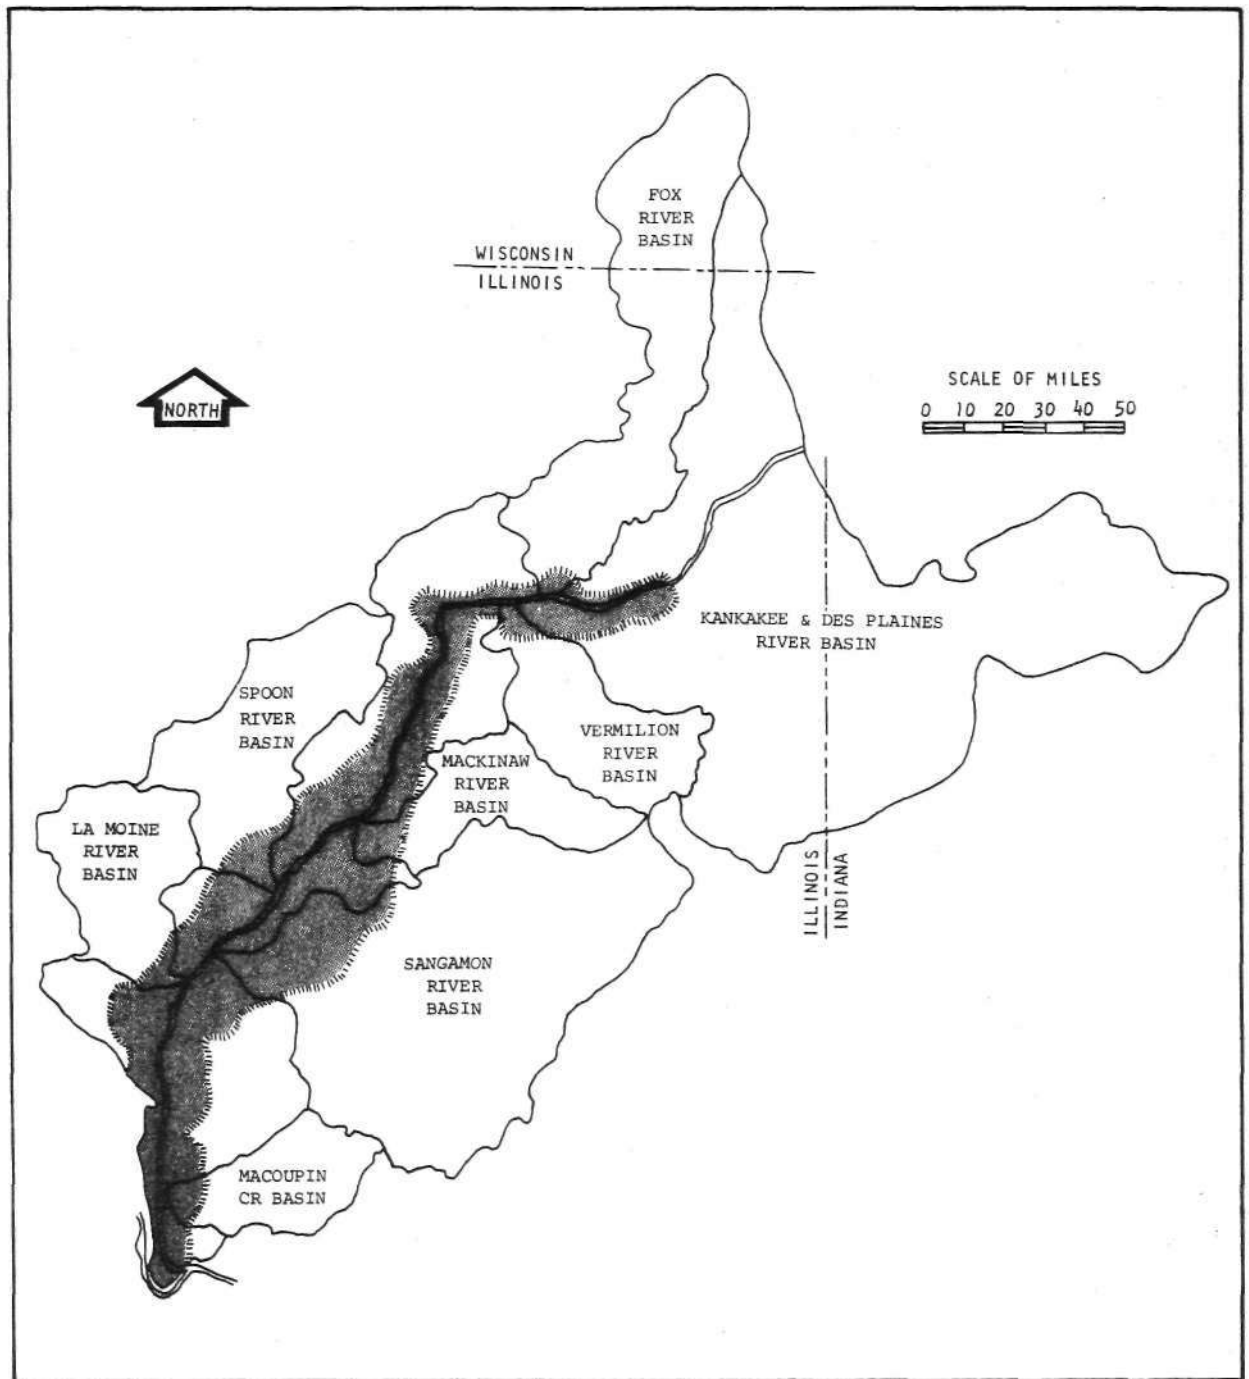 FOX
RIVER
BASIN
WISCONSIN
ILLINOIS
NORTH
SCALE OF MILES
0 10 20 30 40 50
KANKAKEE & DES PLAINES
RIVER BASIN
SPOON
RIVER
BASIN
VERMILION
RIVER
BASIN
MACKINAW
RIVER
BASIN
LA MOINE
RIVER
BASIN
ILLINOIS
INDIANA
SANGAMON
RIVER
BASIN
MACOUPIN
CR BASIN